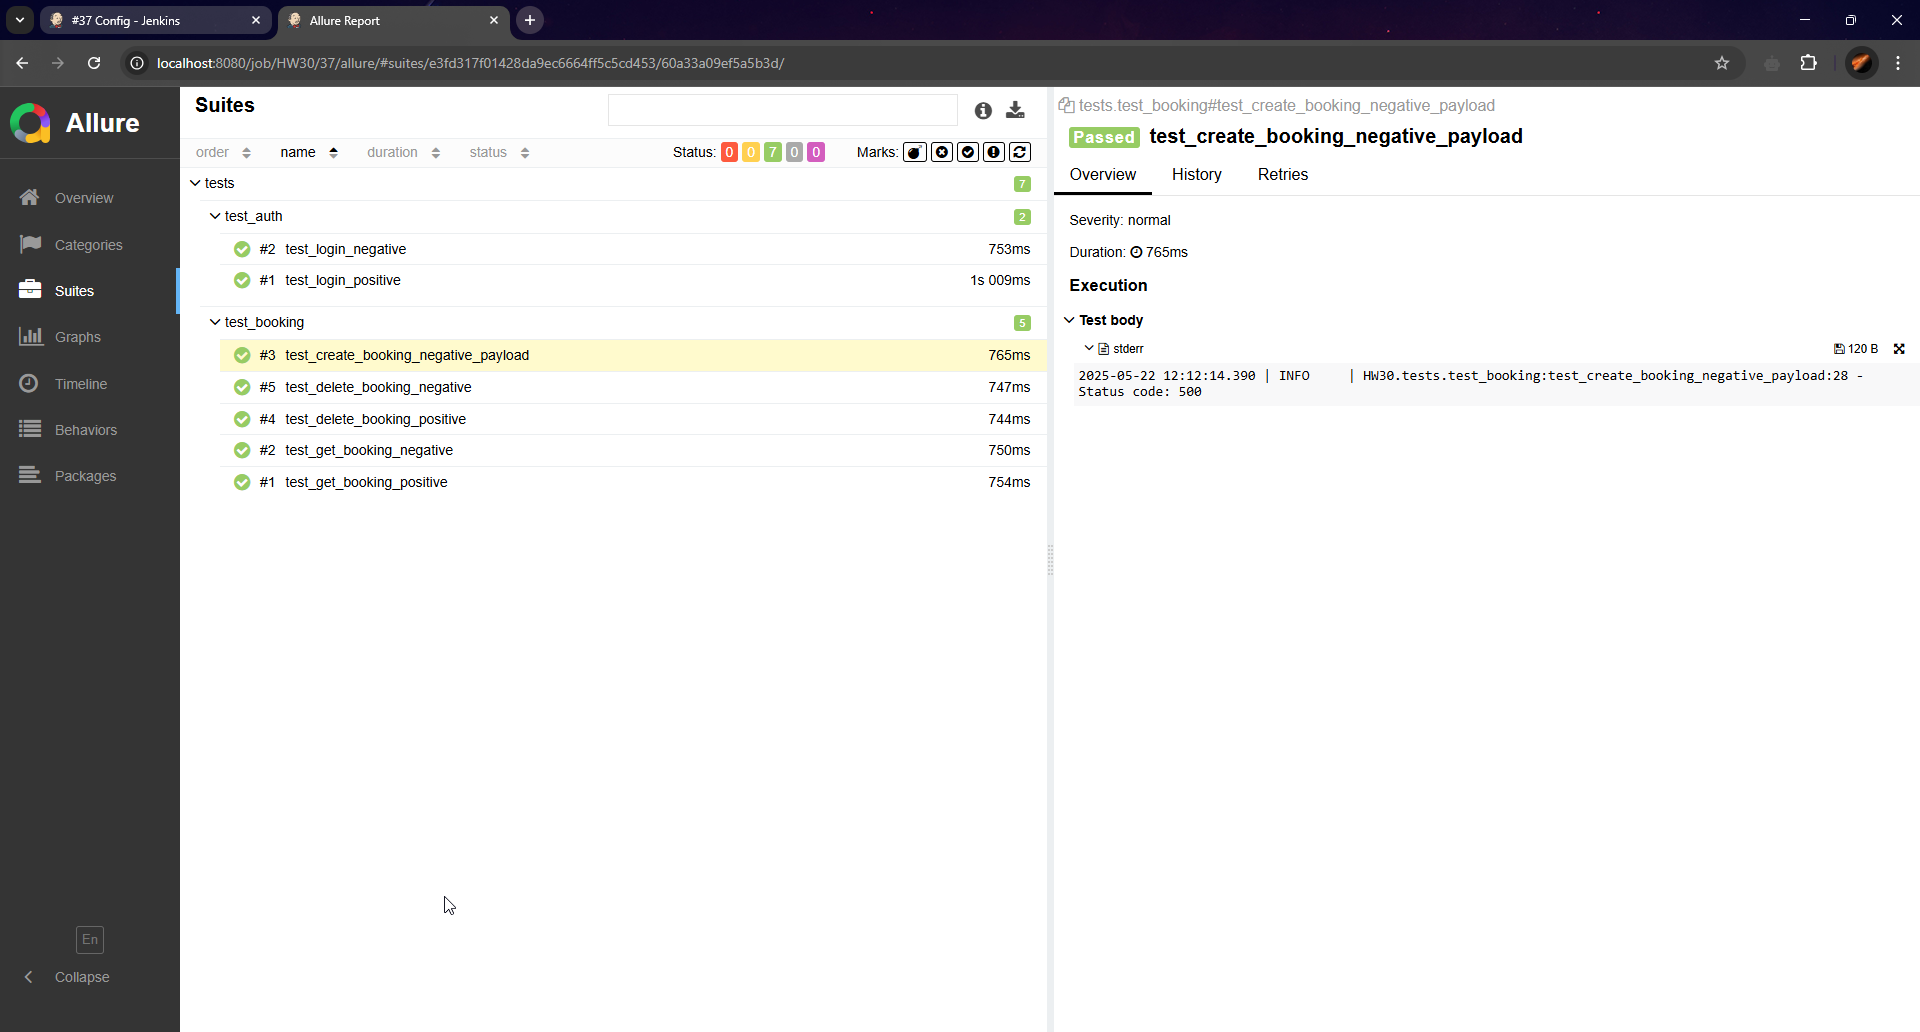 #37 Config - Jenkins
Allure Report
localhost:8080/job/HW30/37/allure/#suites/e3fd317f01428da9ec6664ff5c5cd453/60a33a09ef5a5b3d/
Allure
Overview
Categories
Suites
Graphs
Timeline
Behaviors
Packages
En
Collapse
Suites
order name duration status Status: 0 0 7 0 0 Marks:
tests 7
test_auth 2
#2 test_login_negative 753ms
#1 test_login_positive 1s 009ms
test_booking 5
#3 test_create_booking_negative_payload 765ms
#5 test_delete_booking_negative 747ms
#4 test_delete_booking_positive 744ms
#2 test_get_booking_negative 750ms
#1 test_get_booking_positive 754ms
tests.test_booking#test_create_booking_negative_payload
Passed test_create_booking_negative_payload
Overview History Retries
Severity: normal
Duration: 765ms
Execution
Test body
stderr 120 B
2025-05-22 12:12:14.390 | INFO | HW30.tests.test_booking:test_create_booking_negative_payload:28 -
Status code: 500